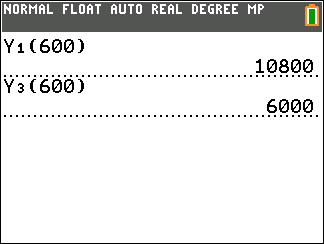 NORMAL FLOAT AUTO REAL DEGREE MP
Y₁(600)
10800
Y₃(600)
6000